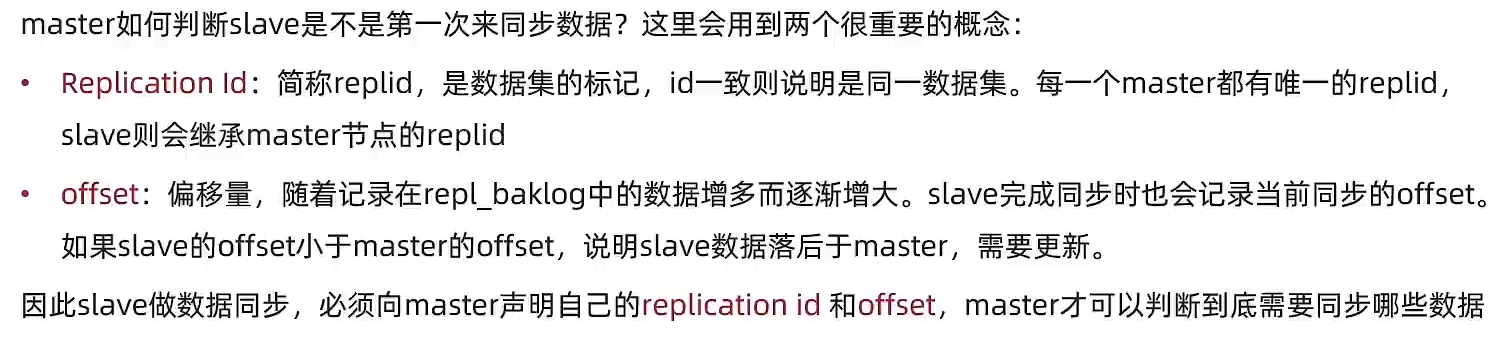 master如何判断slave是不是第一次来同步数据？这里会用到两个很重要的概念：
• Replication Id：简称replid，是数据集的标记，id一致则说明是同一数据集。每一个master都有唯一的replid，
slave则会继承master节点的replid
• offset：偏移量，随着记录在repl_baklog中的数据增多而逐渐增大。slave完成同步时也会记录当前同步的offset。
如果slave的offset小于master的offset，说明slave数据落后于master，需要更新。
因此slave做数据同步，必须向master声明自己的replication id 和offset，master才可以判断到底需要同步哪些数据